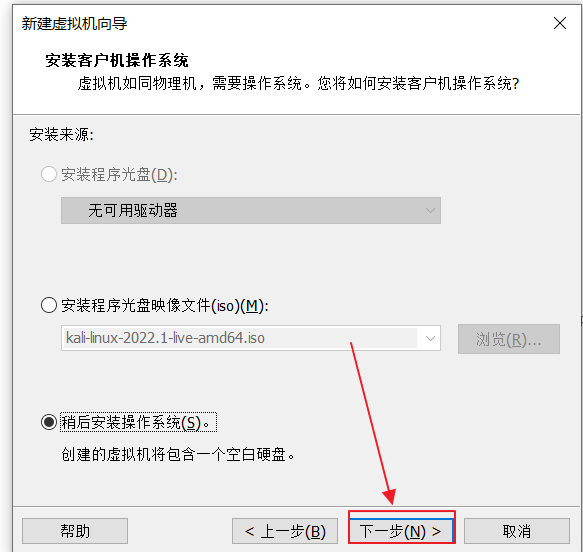 新建虚拟机向导
安装客户机操作系统
虚拟机如同物理机，需要操作系统。您将如何安装客户机操作系统?
安装来源:
安装程序光盘(D):
无可用驱动器
安装程序光盘映像文件(iso)(M):
kali-linux-2022.1-live-amd64.iso
浏览(R)...
稍后安装操作系统(S)。
创建的虚拟机将包含一个空白硬盘。
帮助
< 上一步(B)
下一步(N) >
取消